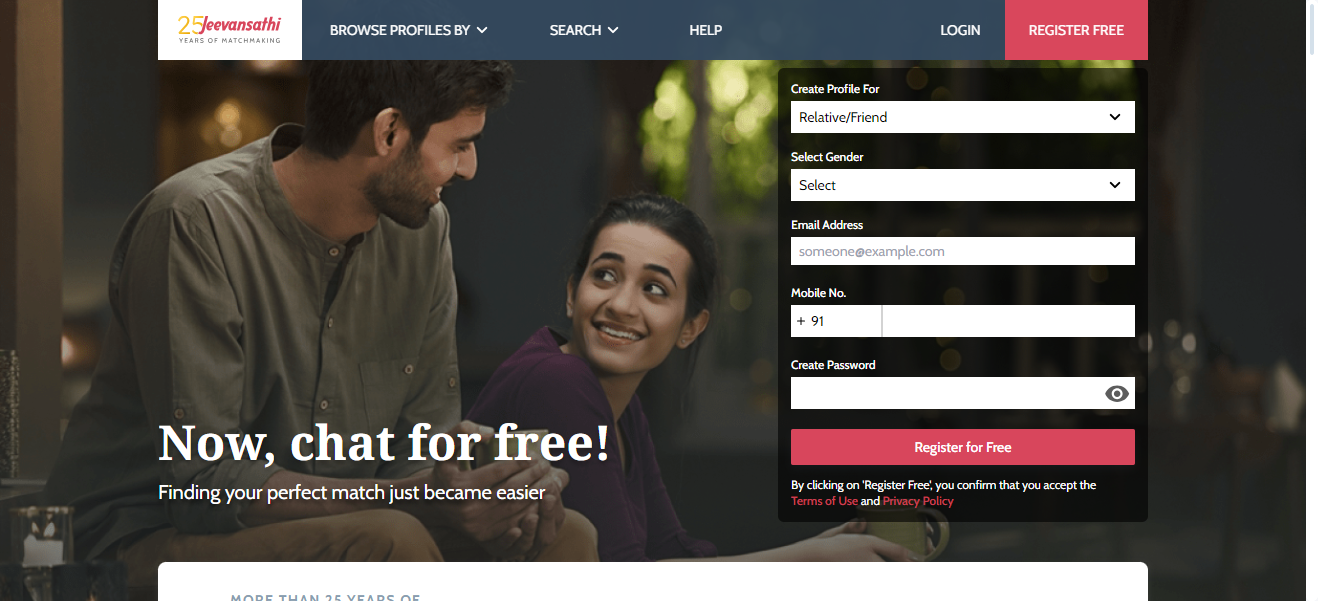 25 Jeevansathi
YEARS OF MATCHMAKING
BROWSE PROFILES BY
SEARCH
HELP
LOGIN
REGISTER FREE
Create Profile For
Relative/Friend
Select Gender
Select
Email Address
someone@example.com
Mobile No.
+ 91
Create Password
Register for Free
By clicking on 'Register Free', you confirm that you accept the
Terms of Use and Privacy Policy
Now, chat for free!
Finding your perfect match just became easier
MORE THAN 25 YEARS OF